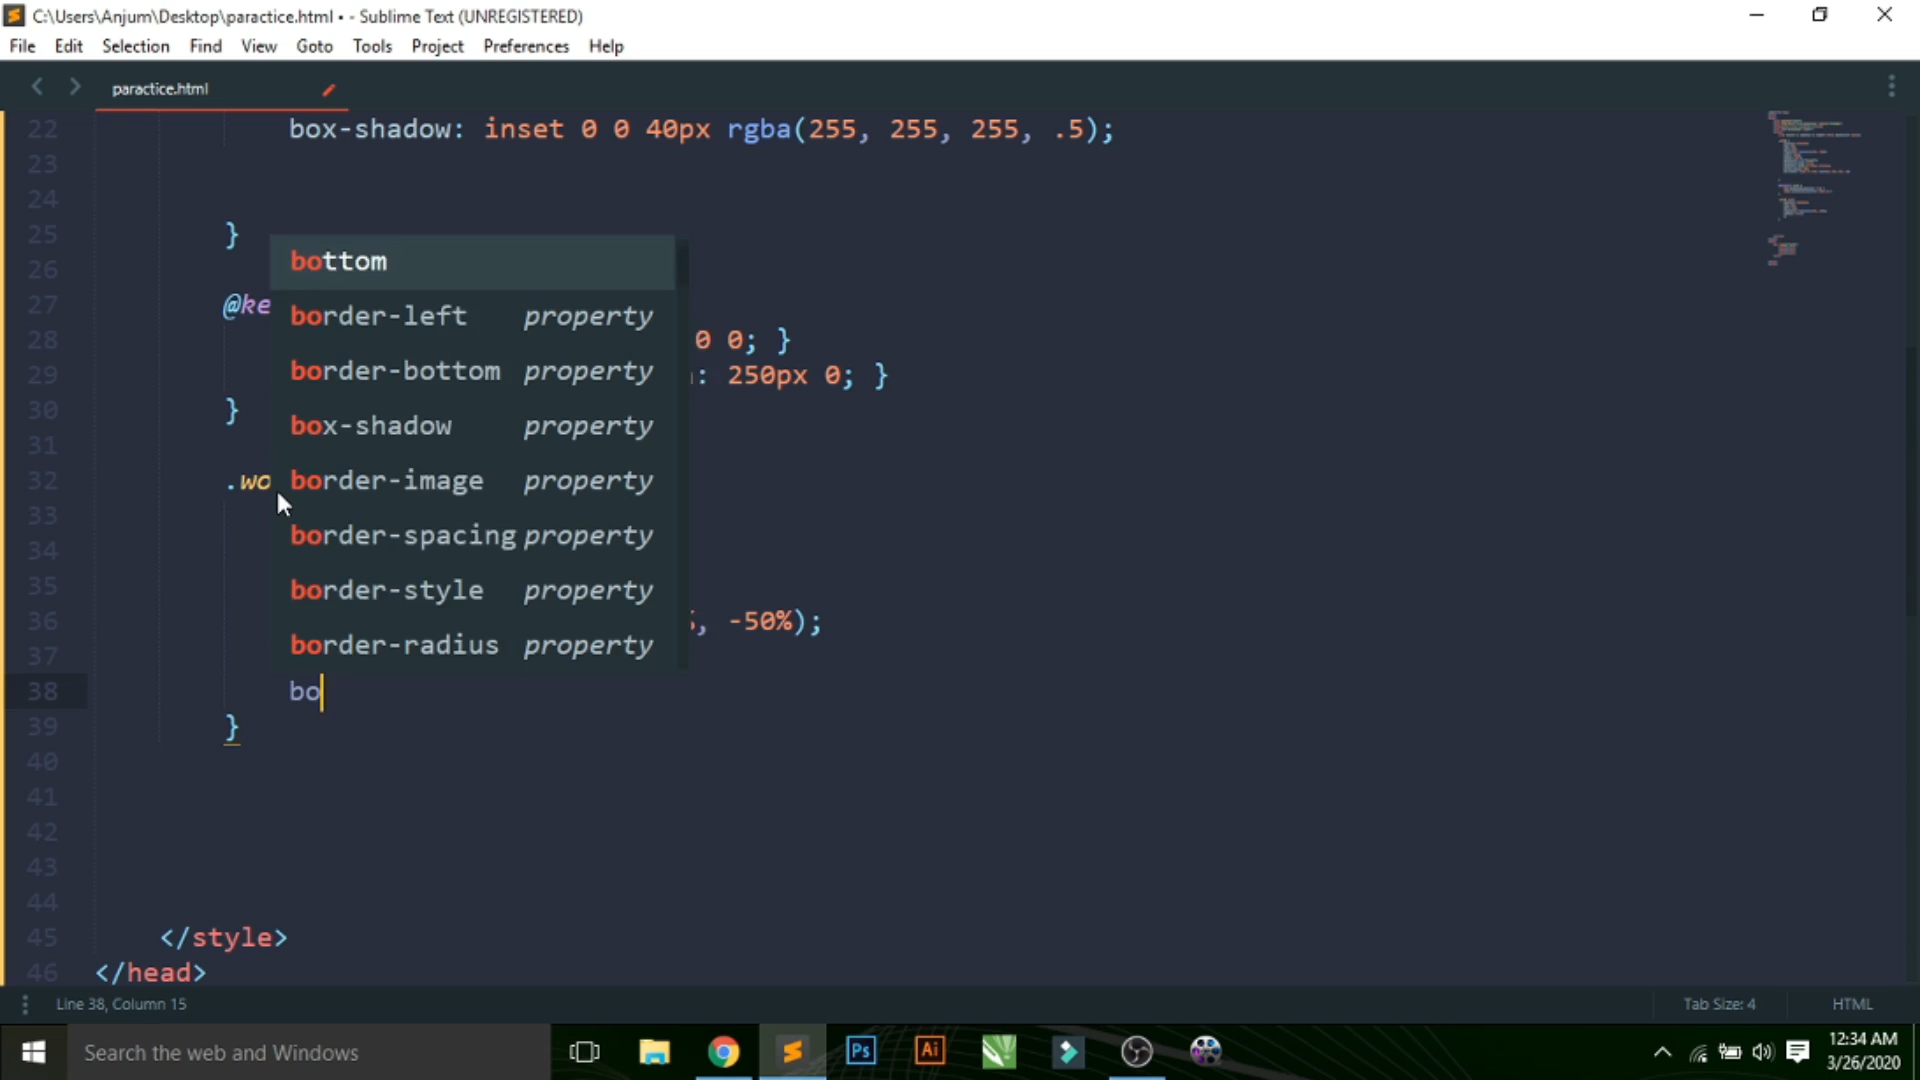 C:\Users\Anjum\Desktop\paractice.html • - Sublime Text (UNREGISTERED)
File Edit Selection Find View Goto Tools Project Preferences Help
paractice.html
22 box-shadow: inset 0 0 40px rgba(255, 255, 255, .5);
23
24
25 }
26
27 @ke
28 0 0; }
29 : 250px 0; }
30 }
31
32 .wo
33
34
35
36 %, -50%);
37
38 bo
39 }
40
41
42
43
44
45 </style>
46 </head>
bottom
border-left property
border-bottom property
box-shadow property
border-image property
border-spacing property
border-style property
border-radius property
Line 38, Column 15
Tab Size: 4
HTML
Search the web and Windows
Ps
Ai
12:34 AM
3/26/2020